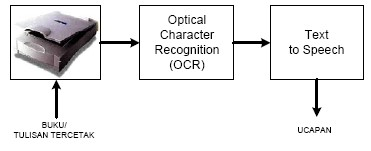 Optical
Character
Recognition
(OCR)
Text
to Speech
BUKU/
TULISAN TERCETAK
UCAPAN